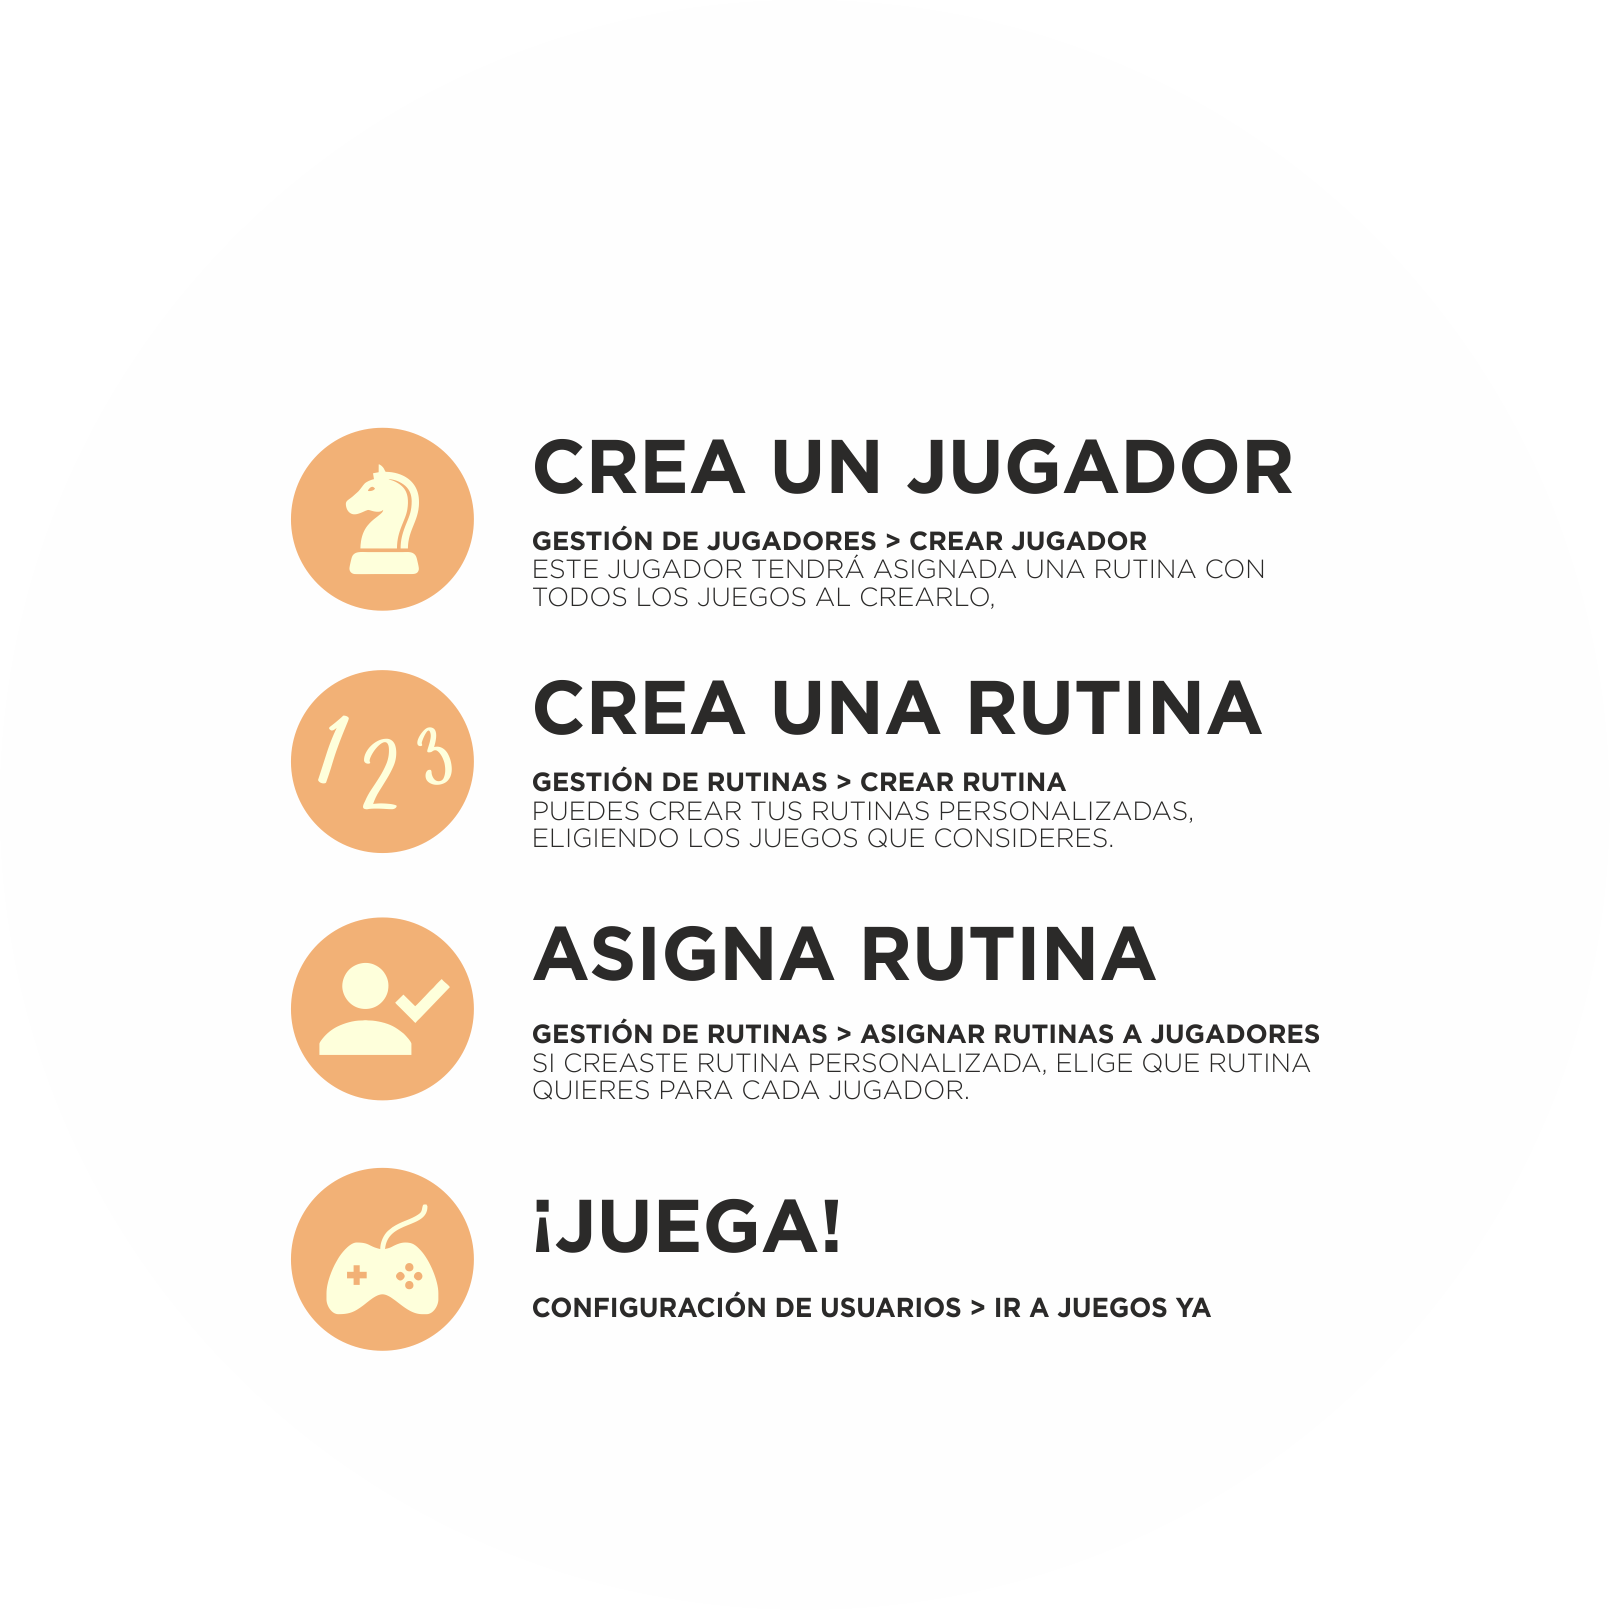 CREA UN JUGADOR
GESTIÓN DE JUGADORES > CREAR JUGADOR
ESTE JUGADOR TENDRÁ ASIGNADA UNA RUTINA CON
TODOS LOS JUEGOS AL CREARLO,
1 2 3
CREA UNA RUTINA
GESTIÓN DE RUTINAS > CREAR RUTINA
PUEDES CREAR TUS RUTINAS PERSONALIZADAS,
ELIGIENDO LOS JUEGOS QUE CONSIDERES.
ASIGNA RUTINA
GESTIÓN DE RUTINAS > ASIGNAR RUTINAS A JUGADORES
SI CREASTE RUTINA PERSONALIZADA, ELIGE QUE RUTINA
QUIERES PARA CADA JUGADOR.
¡JUEGA!
CONFIGURACIÓN DE USUARIOS > IR A JUEGOS YA